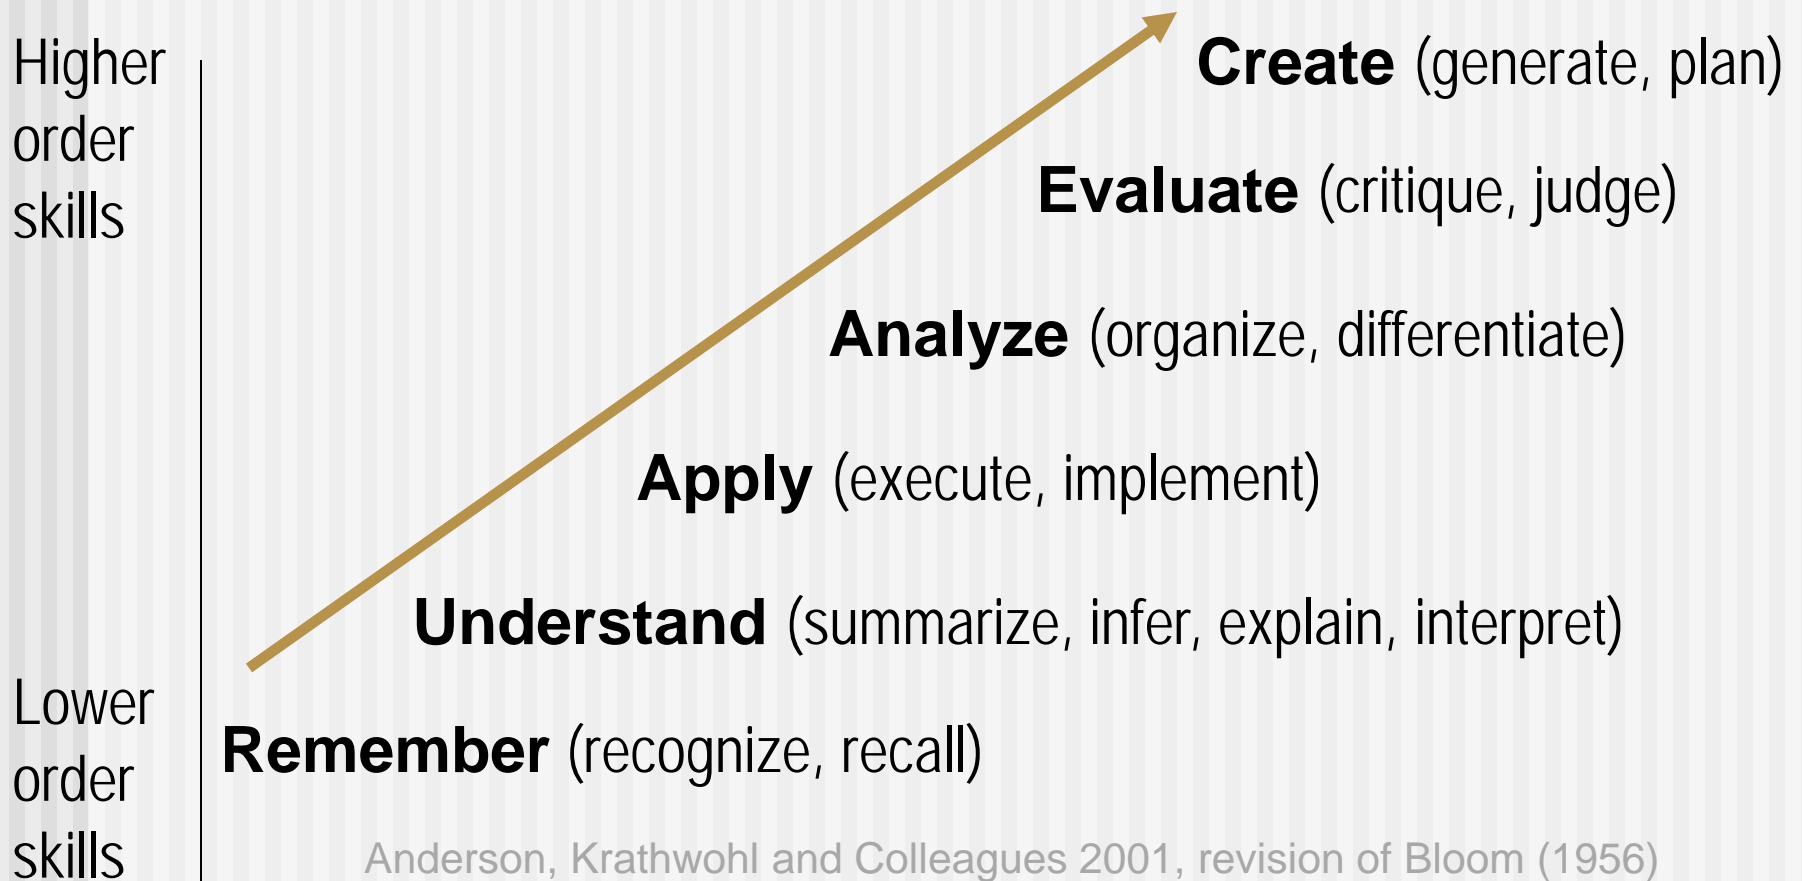 Higher
order
skills
Create (generate, plan)
Evaluate (critique, judge)
Analyze (organize, differentiate)
Apply (execute, implement)
Understand (summarize, infer, explain, interpret)
Lower
order
skills
Remember (recognize, recall)
Anderson, Krathwohl and Colleagues 2001, revision of Bloom (1956)